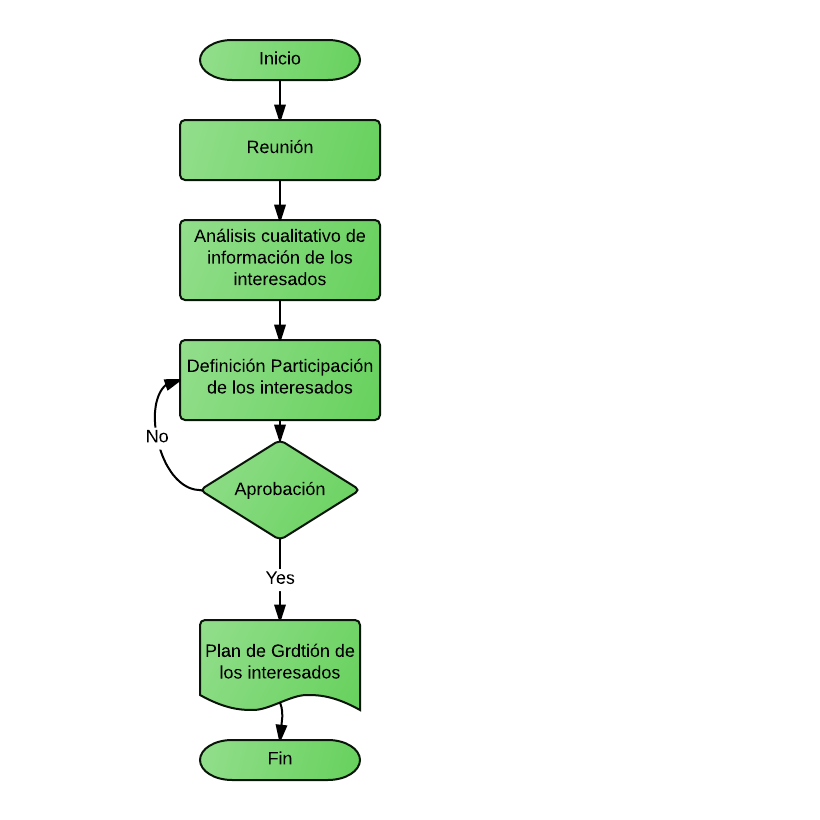 Inicio
Reunión
Análisis cualitativo de
información de los
interesados
Definición Participación
de los interesados
No
Aprobación
Yes
Plan de Grdtión de
los interesados
Fin